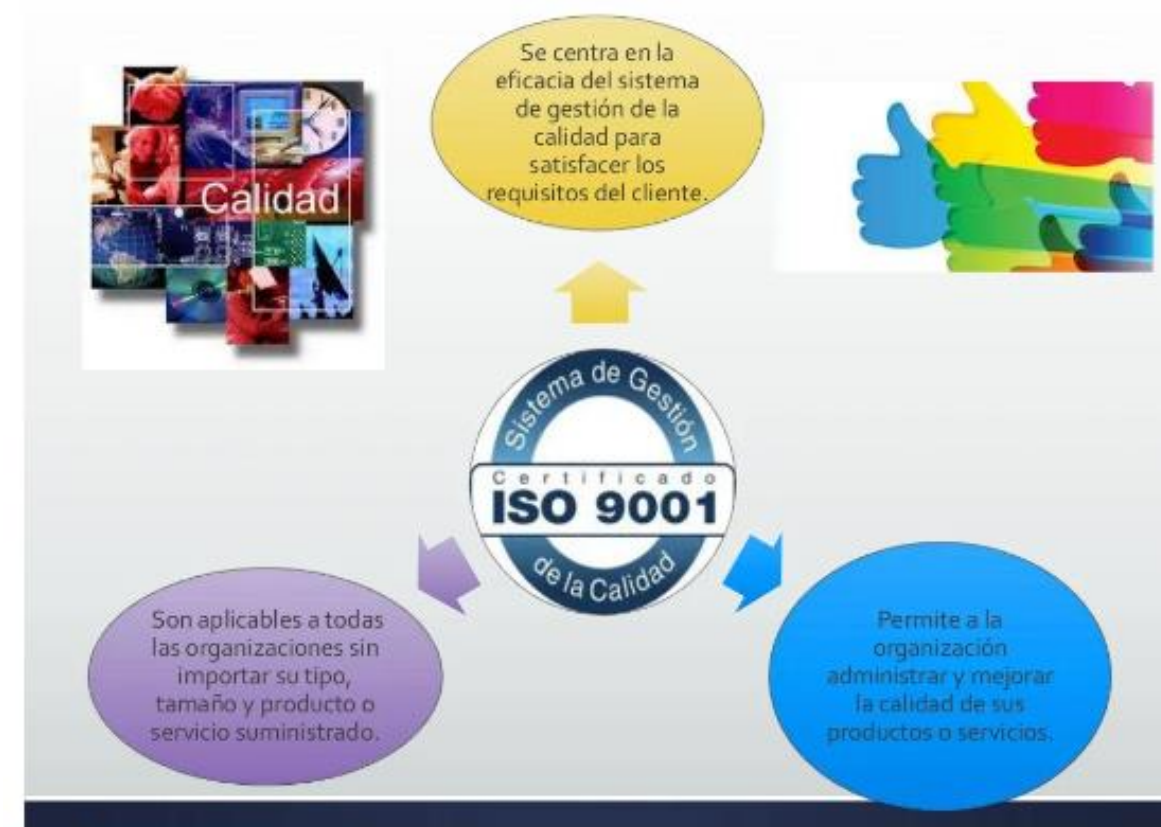 Se centra en la
eficacia del sistema
de gestión de la
calidad para
satisfacer los
requisitos del cliente.
Calidad
Sistema de Gestión
Certificado
ISO 9001
de la Calidad
Son aplicables a todas
las organizaciones sin
importar su tipo,
tamaño y producto o
servicio suministrado.
Permite a la
organización
administrar y mejorar
la calidad de sus
productos o servicios.